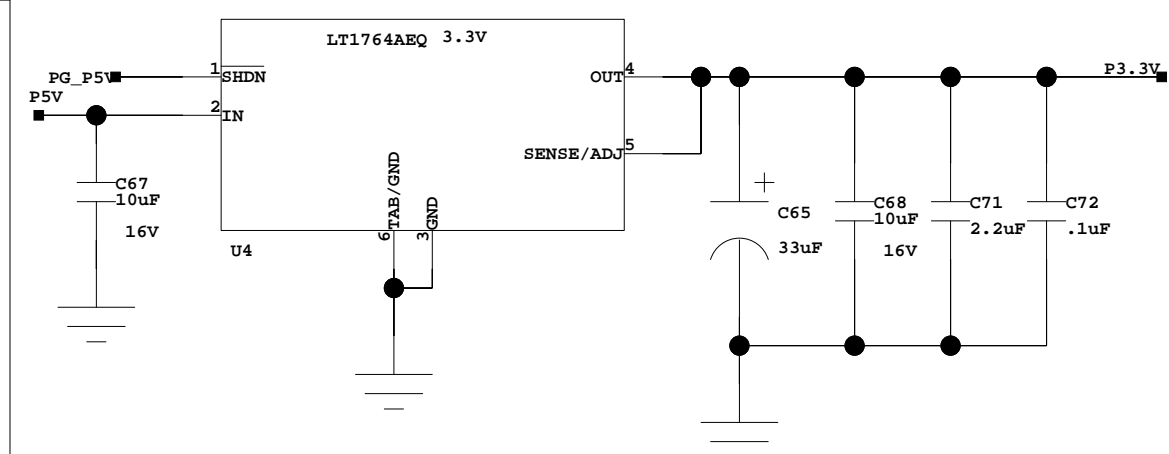 LT1764AEQ 3.3V
PG_P5V
1
SHDN
OUT
4
P3.3V
P5V
2
IN
SENSE/ADJ
5
C67
10uF
16V
TAB/GND
6
GND
3
U4
C65
33uF
C68
10uF
16V
C71
2.2uF
C72
.1uF
+